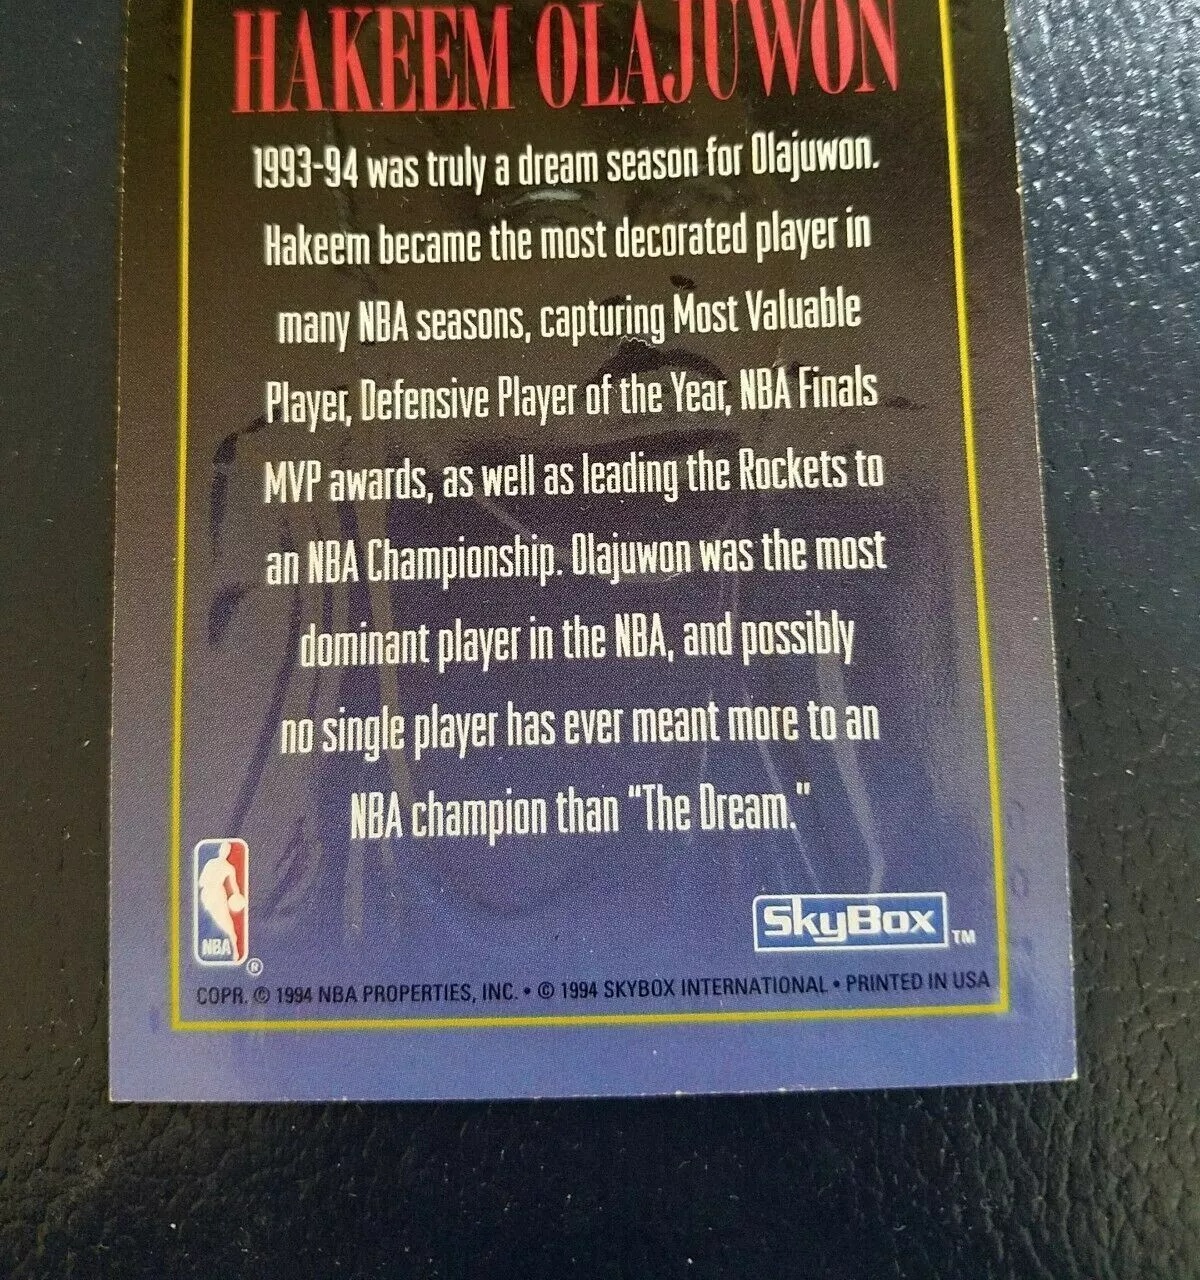 HAKEEM OLAJUWON
1993-94 was truly a dream season for Olajuwon.
Hakeem became the most decorated player in
many NBA seasons, capturing Most Valuable
Player, Defensive Player of the Year, NBA Finals
MVP awards, as well as leading the Rockets to
an NBA Championship. Olajuwon was the most
dominant player in the NBA, and possibly
no single player has ever meant more to an
NBA champion than "The Dream."
NBA ®
SkyBox TM
COPR. © 1994 NBA PROPERTIES, INC. • © 1994 SKYBOX INTERNATIONAL • PRINTED IN USA